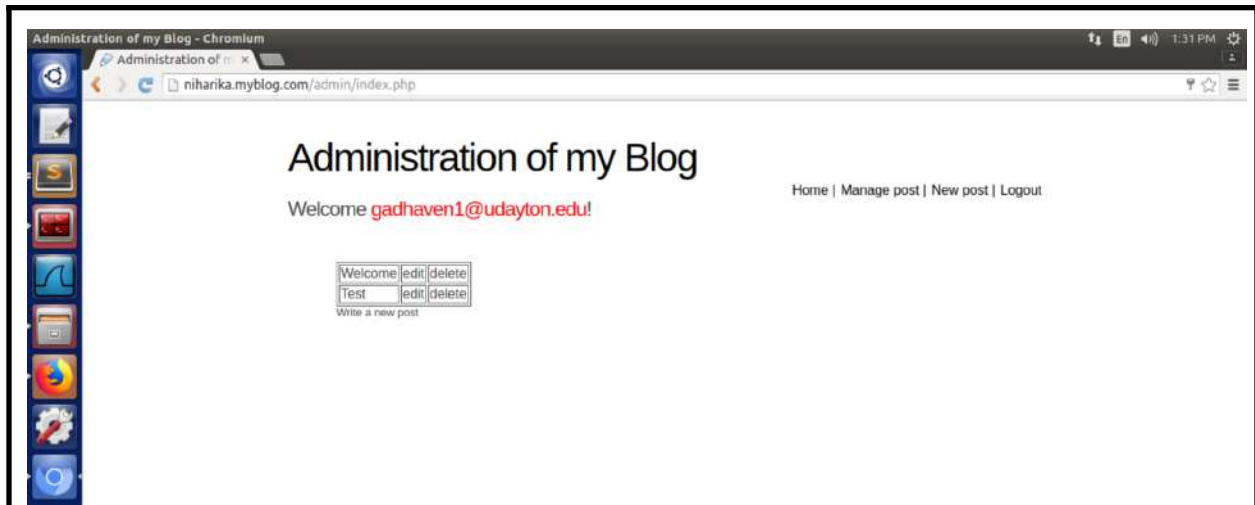 Administration of my Blog - Chromium
En 1:31 PM
Administration of m
niharika.myblog.com/admin/index.php
Administration of my Blog
Home | Manage post | New post | Logout
Welcome gadhaven1@udayton.edu!
Welcome edit delete
Test edit delete
Write a new post